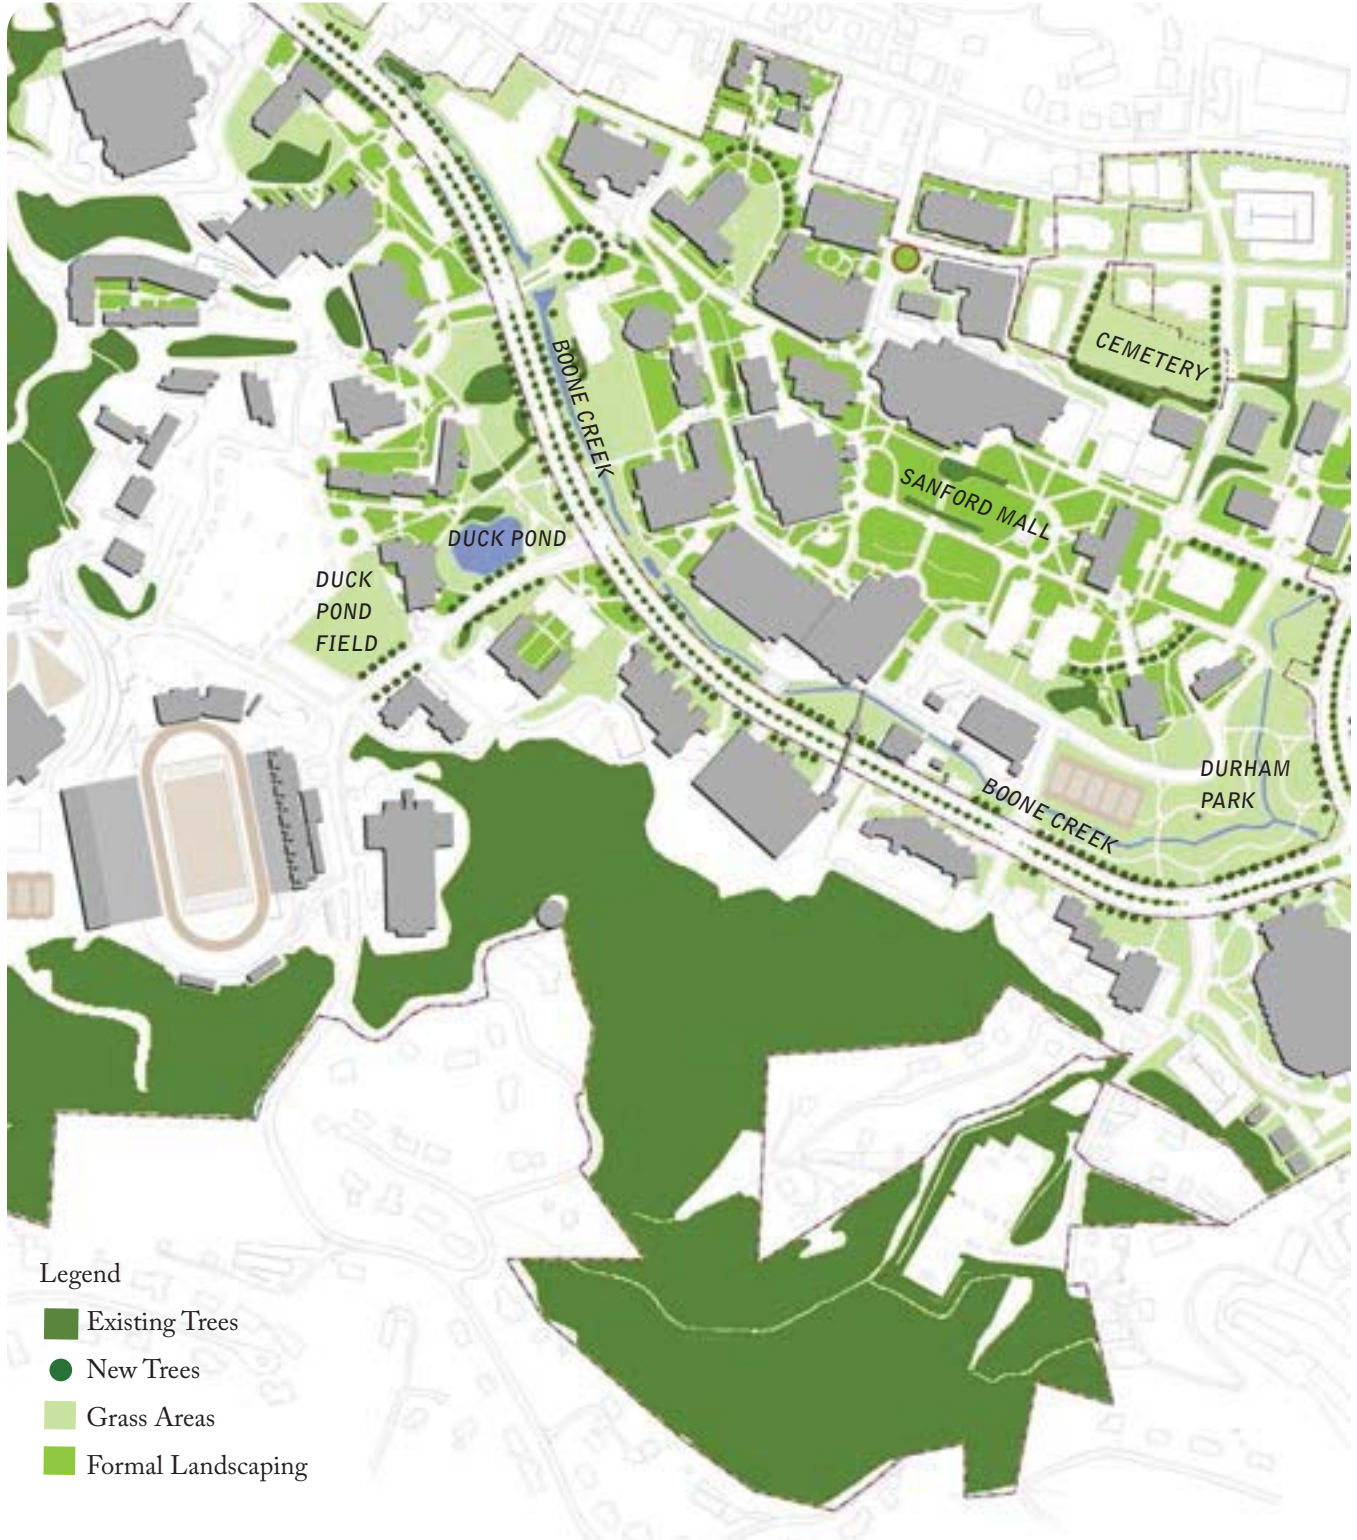 CEMETERY
BOONE CREEK
SANFORD MALL
DUCK POND
DUCK
POND
FIELD
DURHAM
PARK
BOONE CREEK
Legend
Existing Trees
New Trees
Grass Areas
Formal Landscaping